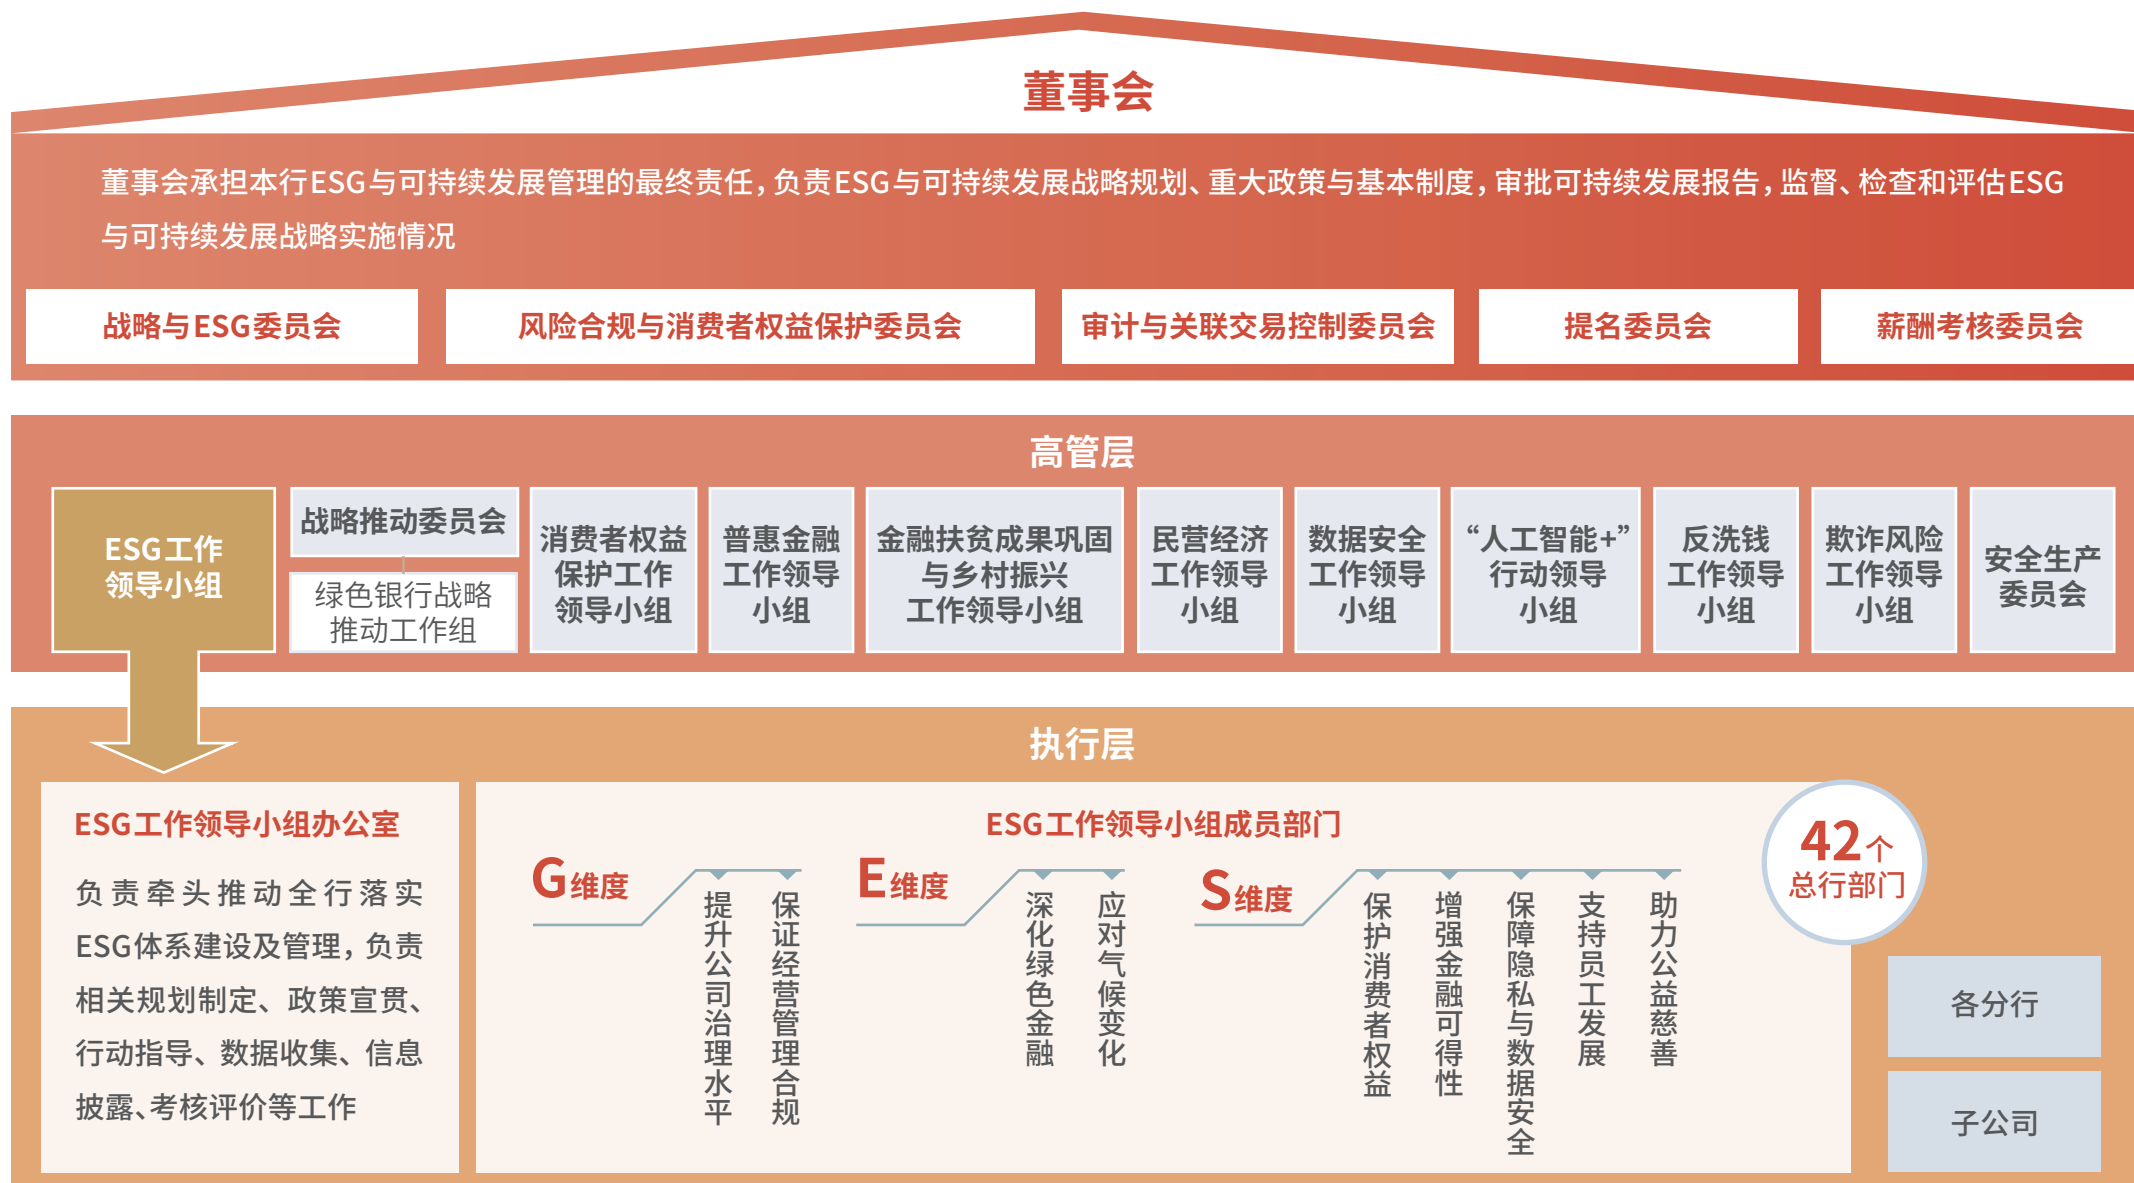 董事会
董事会承担本行ESG与可持续发展管理的最终责任，负责ESG与可持续发展战略规划、重大政策与基本制度，审批可持续发展报告，监督、检查和评估ESG
与可持续发展战略实施情况
战略与ESG委员会
风险合规与消费者权益保护委员会
审计与关联交易控制委员会
提名委员会
薪酬考核委员会
高管层
ESG工作
领导小组
战略推动委员会
绿色银行战略
推动工作组
消费者权益
保护工作
领导小组
普惠金融
工作领导
小组
金融扶贫成果巩固
与乡村振兴
工作领导小组
民营经济
工作领导
小组
数据安全
工作领导
小组
“人工智能+”
行动领导
小组
反洗钱
工作领导
小组
欺诈风险
工作领导
小组
安全生产
委员会
执行层
ESG工作领导小组办公室
负责牵头推动全行落实
ESG体系建设及管理，负责
相关规划制定、政策宣贯、
行动指导、数据收集、信息
披露、考核评价等工作
ESG工作领导小组成员部门
G维度
提升公司治理水平
保证经营管理合规
E维度
深化绿色金融
应对气候变化
S维度
保护消费者权益
增强金融可得性
保障隐私与数据安全
支持员工发展
助力公益慈善
42个
总行部门
各分行
子公司